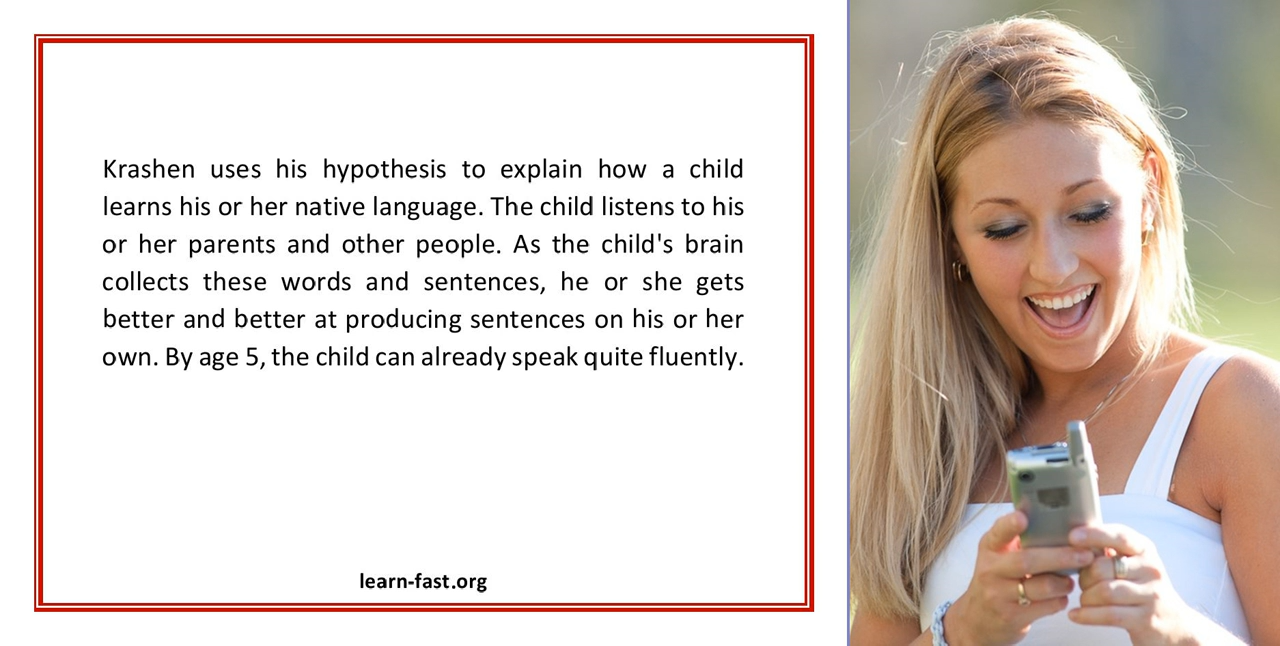 Krashen uses his hypothesis to explain how a child
learns his or her native language. The child listens to his
or her parents and other people. As the child's brain
collects these words and sentences, he or she gets
better and better at producing sentences on his or her
own. By age 5, the child can already speak quite fluently.
learn-fast.org